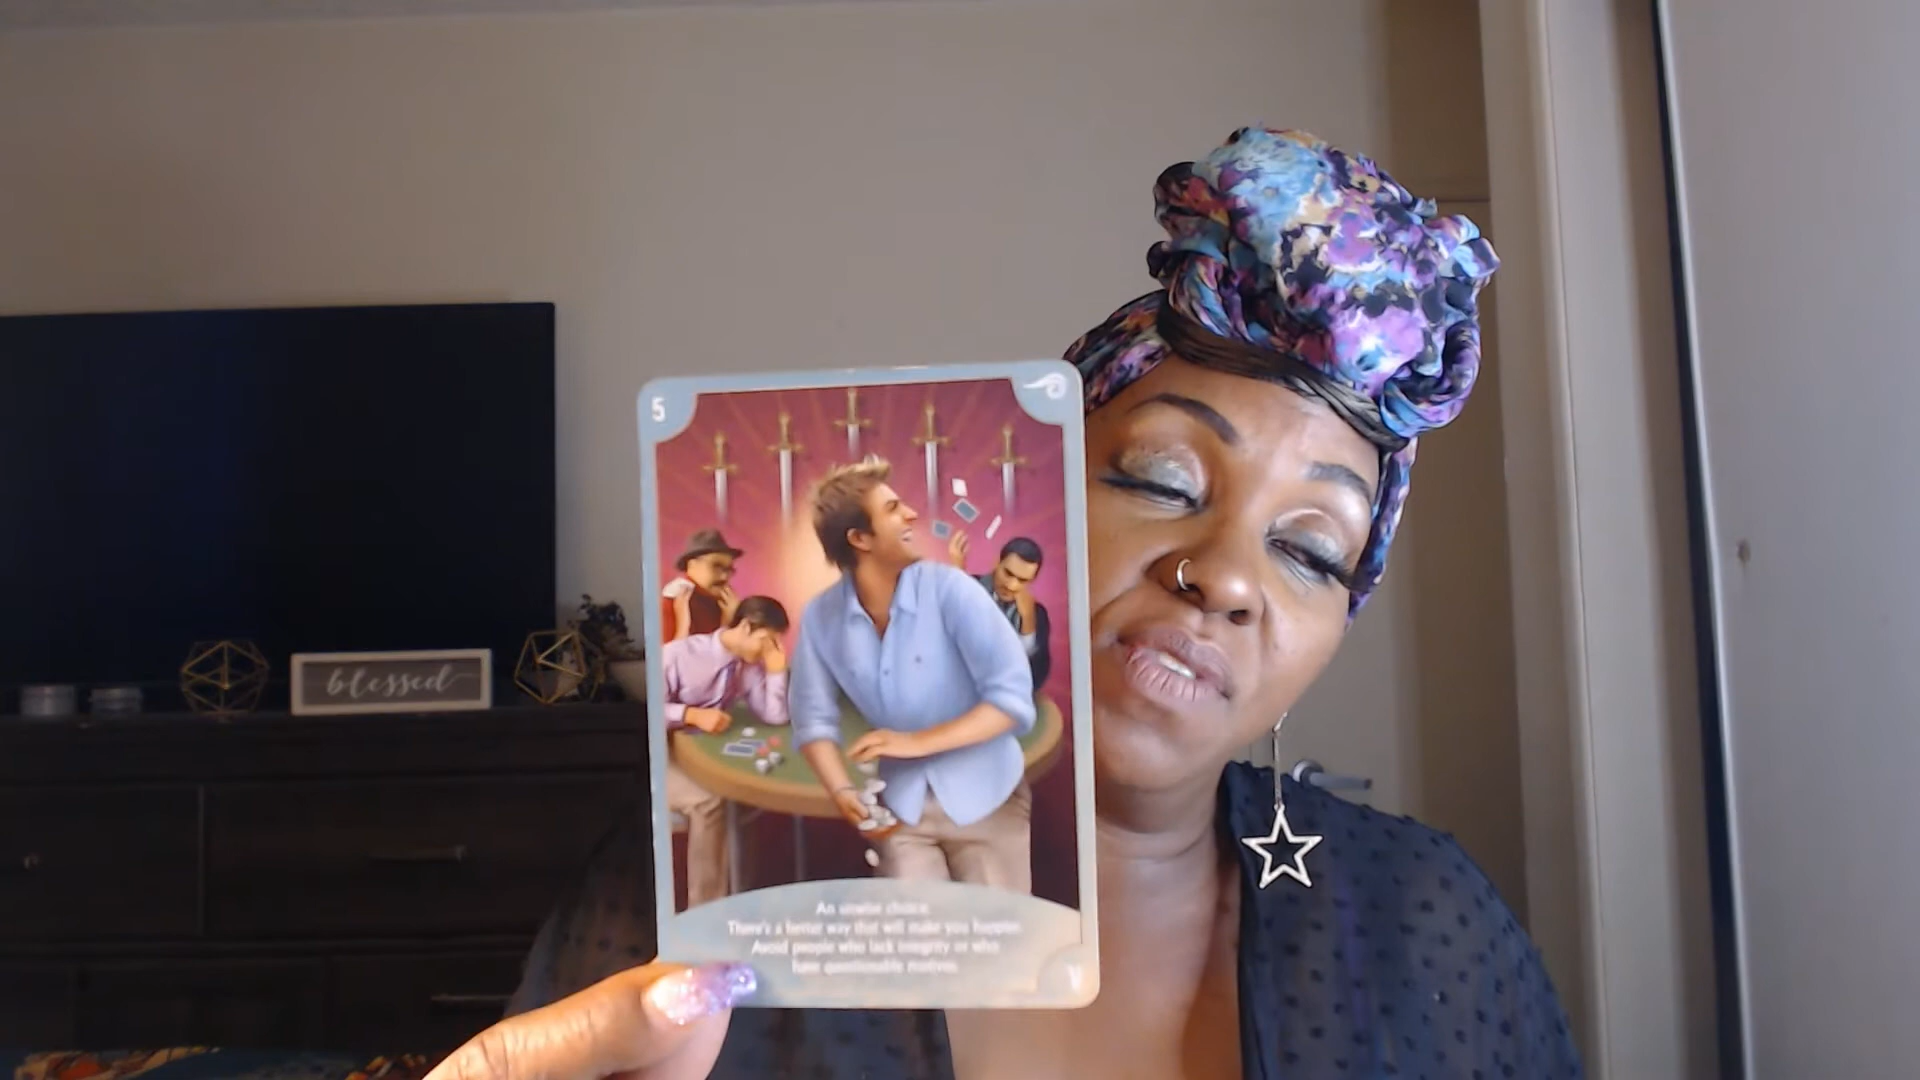 5
blessed
An unwise choice.
There's a better way that will make you happier.
Avoid people who lack integrity or who
have questionable motives.